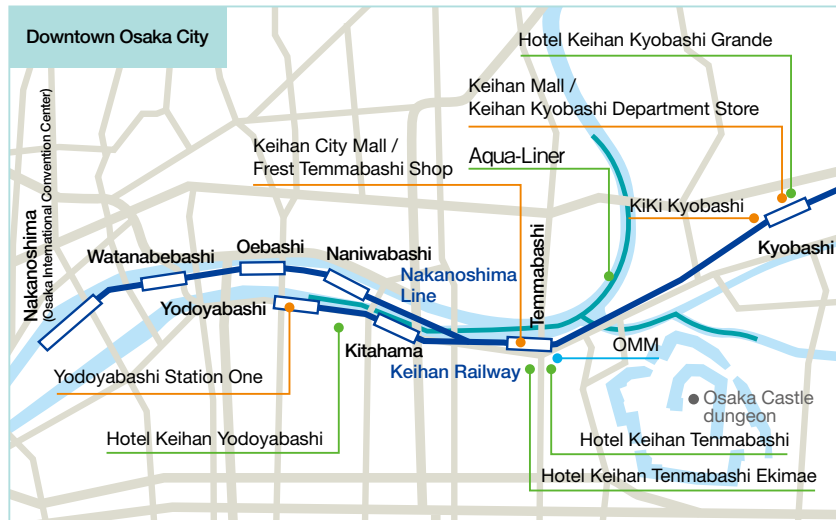 Downtown Osaka City
Hotel Keihan Kyobashi Grande
Keihan Mall /
Keihan Kyobashi Department Store
Keihan City Mall /
Frest Temmabashi Shop
Aqua-Liner
KiKi Kyobashi
Kyobashi
Nakanoshima
(Osaka International Convention Center)
Watanabebashi
Oebashi
Naniwabashi
Nakanoshima
Line
Temmabashi
Yodoyabashi
Kitahama
Keihan Railway
OMM
Yodoyabashi Station One
Osaka Castle
dungeon
Hotel Keihan Yodoyabashi
Hotel Keihan Tenmabashi
Hotel Keihan Tenmabashi Ekimae